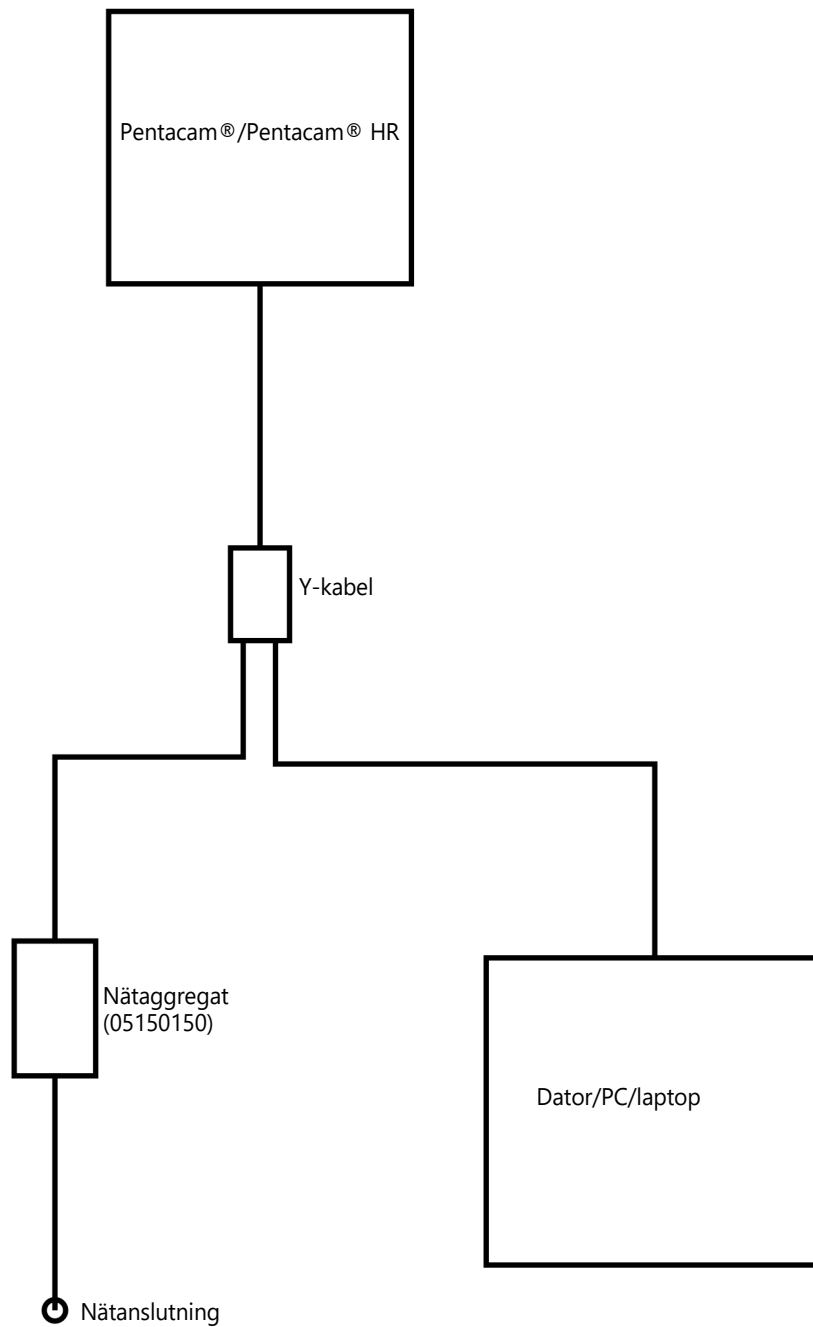 Pentacam®/Pentacam® HR
Y-kabel
Nätaggregat
(05150150)
Dator/PC/laptop
Nätanslutning